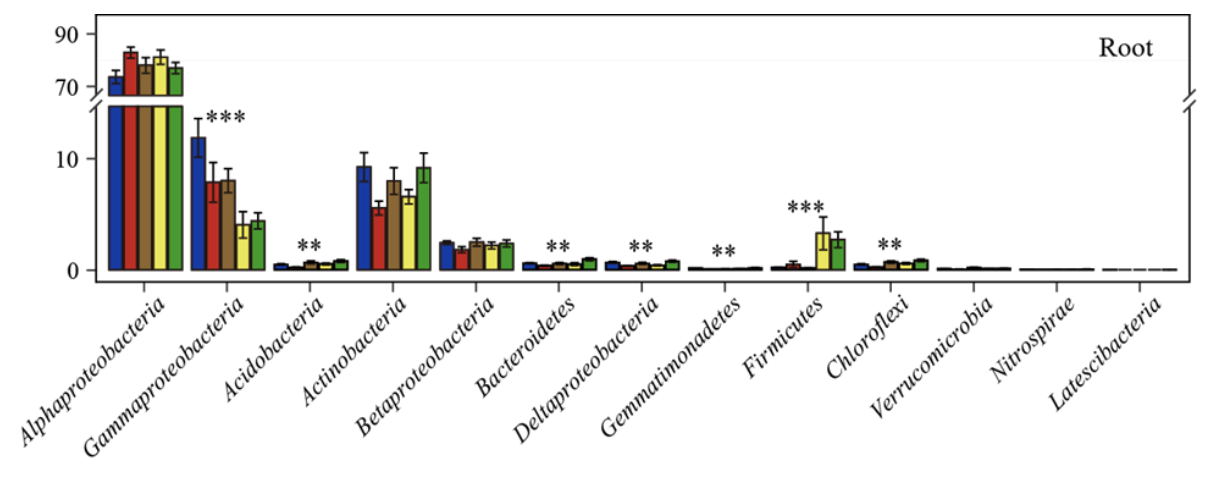 90
Root
70
***
10
***
**
**
**
**
**
0
Alphaproteobacteria
Gammaproteobacteria
Acidobacteria
Actinobacteria
Betaproteobacteria
Bacteroidetes
Deltaproteobacteria
Gemmatimonadetes
Firmicutes
Chloroflexi
Verrucomicrobia
Nitrospirae
Latescibacteria